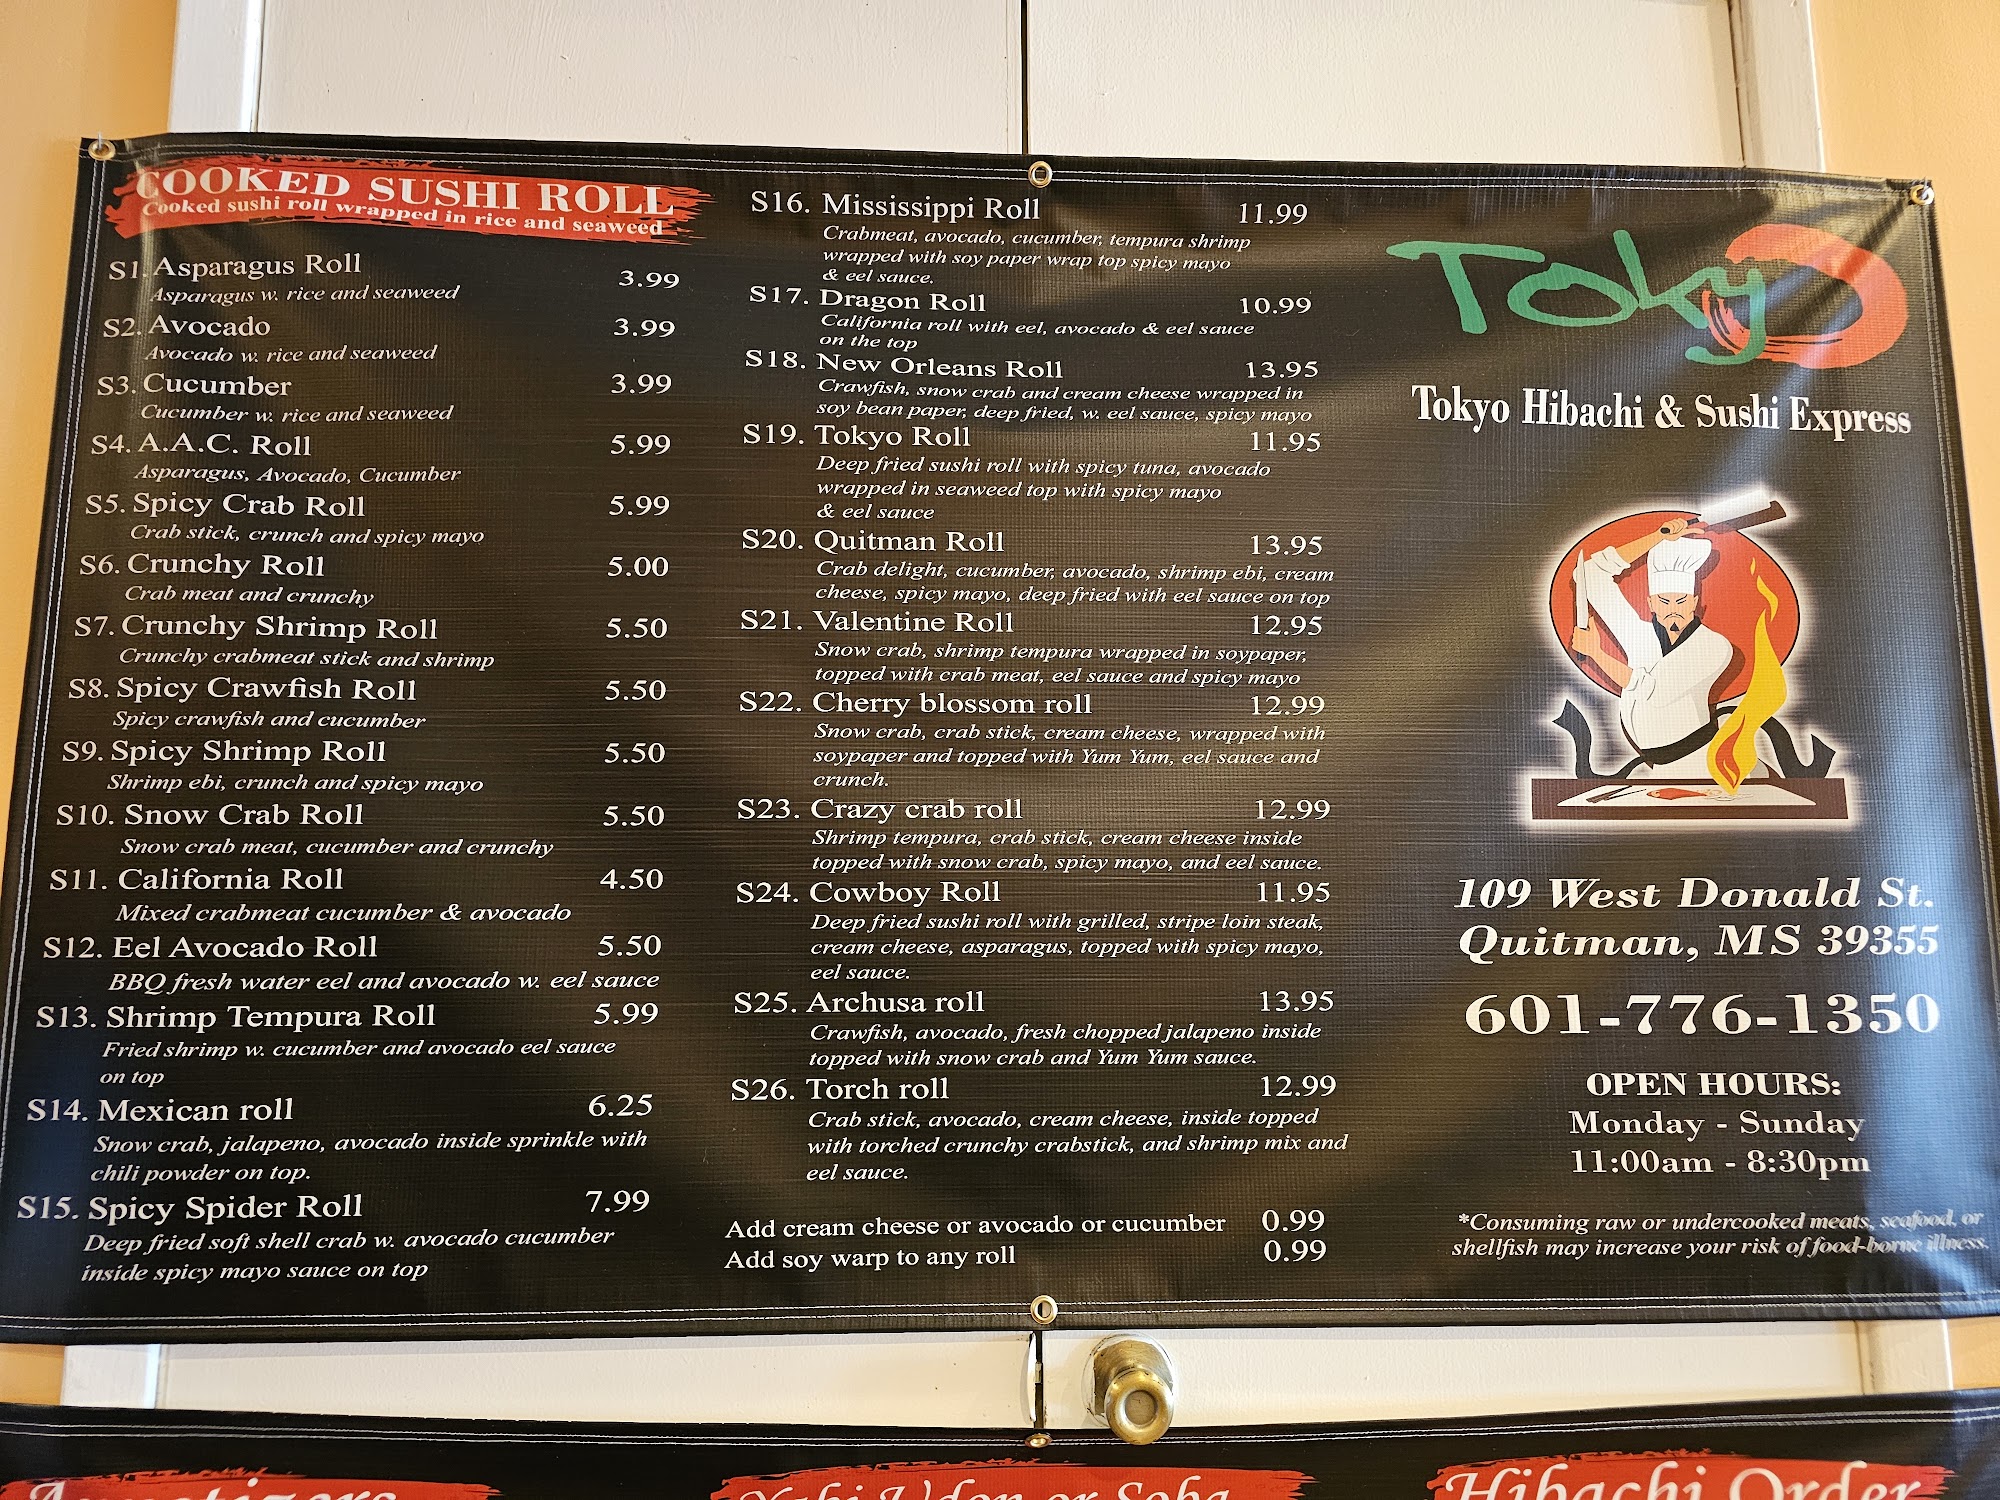 COOKED SUSHI ROLL
Cooked sushi roll wrapped in rice and seaweed
S1. Asparagus Roll 3.99
Asparagus w. rice and seaweed
S2. Avocado 3.99
Avocado w. rice and seaweed
S3. Cucumber 3.99
Cucumber w. rice and seaweed
S4. A.A.C. Roll 5.99
Asparagus, Avocado, Cucumber
S5. Spicy Crab Roll 5.99
Crab stick, crunch and spicy mayo
S6. Crunchy Roll 5.00
Crab meat and crunchy
S7. Crunchy Shrimp Roll 5.50
Crunchy crabmeat stick and shrimp
S8. Spicy Crawfish Roll 5.50
Spicy crawfish and cucumber
S9. Spicy Shrimp Roll 5.50
Shrimp ebi, crunch and spicy mayo
S10. Snow Crab Roll 5.50
Snow crab meat, cucumber and crunchy
S11. California Roll 4.50
Mixed crabmeat cucumber & avocado
S12. Eel Avocado Roll 5.50
BBQ fresh water eel and avocado w. eel sauce
S13. Shrimp Tempura Roll 5.99
Fried shrimp w. cucumber and avocado eel sauce
on top
S14. Mexican roll 6.25
Snow crab, jalapeno, avocado inside sprinkle with
chili powder on top.
S15. Spicy Spider Roll 7.99
Deep fried soft shell crab w. avocado cucumber
inside spicy mayo sauce on top
S16. Mississippi Roll 11.99
Crabmeat, avocado, cucumber, tempura shrimp
wrapped with soy paper wrap top spicy mayo
& eel sauce.
S17. Dragon Roll 10.99
California roll with eel, avocado & eel sauce
on the top
S18. New Orleans Roll 13.95
Crawfish, snow crab and cream cheese wrapped in
soy bean paper, deep fried, w. eel sauce, spicy mayo
S19. Tokyo Roll 11.95
Deep fried sushi roll with spicy tuna, avocado
wrapped in seaweed top with spicy mayo
& eel sauce
S20. Quitman Roll 13.95
Crab delight, cucumber, avocado, shrimp ebi, cream
cheese, spicy mayo, deep fried with eel sauce on top
S21. Valentine Roll 12.95
Snow crab, shrimp tempura wrapped in soypaper,
topped with crab meat, eel sauce and spicy mayo
S22. Cherry blossom roll 12.99
Snow crab, crab stick, cream cheese, wrapped with
soypaper and topped with Yum Yum, eel sauce and
crunch.
S23. Crazy crab roll 12.99
Shrimp tempura, crab stick, cream cheese inside
topped with snow crab, spicy mayo, and eel sauce.
S24. Cowboy Roll 11.95
Deep fried sushi roll with grilled, stripe loin steak,
cream cheese, asparagus, topped with spicy mayo,
eel sauce.
S25. Archusa roll 13.95
Crawfish, avocado, fresh chopped jalapeno inside
topped with snow crab and Yum Yum sauce.
S26. Torch roll 12.99
Crab stick, avocado, cream cheese, inside topped
with torched crunchy crabstick, and shrimp mix and
eel sauce.
Add cream cheese or avocado or cucumber 0.99
Add soy warp to any roll 0.99
Tokyo
Tokyo Hibachi & Sushi Express
109 West Donald St.
Quitman, MS 39355
601-776-1350
OPEN HOURS:
Monday - Sunday
11:00am - 8:30pm
*Consuming raw or undercooked meats, seafood, or
shellfish may increase your risk of food-borne illness.
Appetizers
Yaki Udon or Soba
Hibachi Order